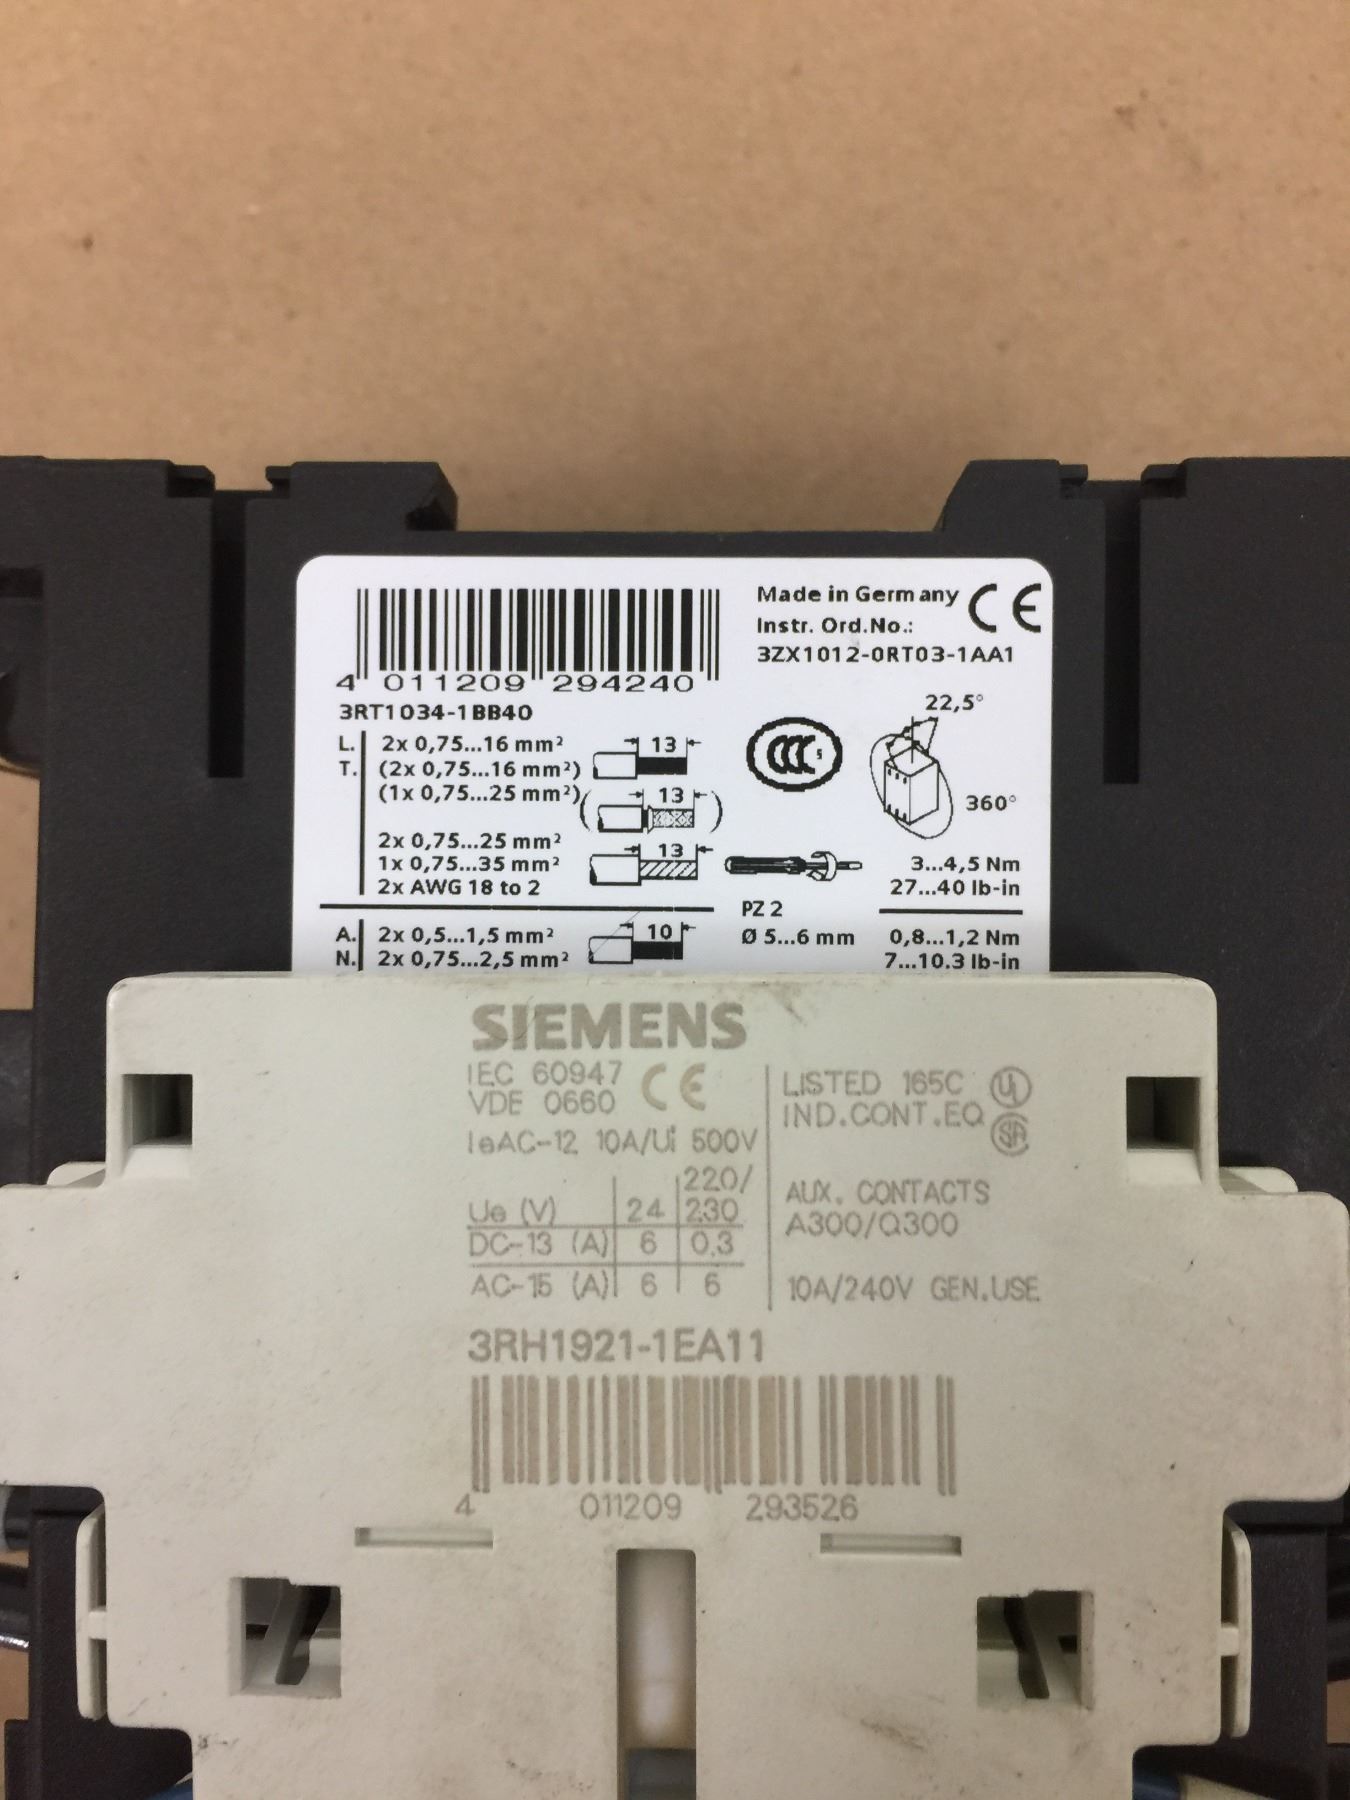 Made in Germany CE
Instr. Ord.No.:
3ZX1012-0RT03-1AA1
4 011209 294240
3RT1034-1BB40
22,5°
L. 2x 0,75...16 mm² 13
T. (2x 0,75...16 mm²)
(1x 0,75...25 mm²) ( 13 )
CCC S
360°
2x 0,75...25 mm²
1x 0,75...35 mm² 13
2x AWG 18 to 2
3...4,5 Nm
27...40 lb-in
PZ 2
A. 2x 0,5...1,5 mm² 10
N. 2x 0,75...2,5 mm²
Ø 5...6 mm
0,8...1,2 Nm
7...10.3 lb-in
SIEMENS
IEC 60947 CE
VDE 0660
LISTED 165C UL
IND.CONT.EQ SA
IeAC-12 10A/Ui 500V
Ue (V) 24 220/
230
DC-13 (A) 6 0,3
AC-15 (A) 6 6
AUX. CONTACTS
A300/Q300
10A/240V GEN.USE
3RH1921-1EA11
4 011209 293526